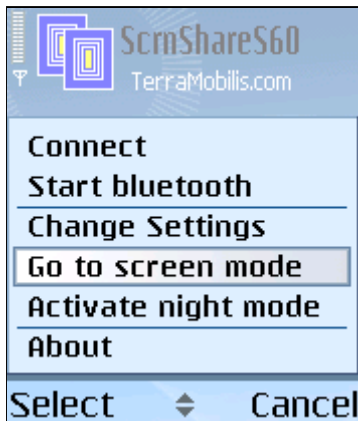 ScrnShareS60
TerraMobilis.com
Connect
Start bluetooth
Change Settings
Go to screen mode
Activate night mode
About
Select Cancel